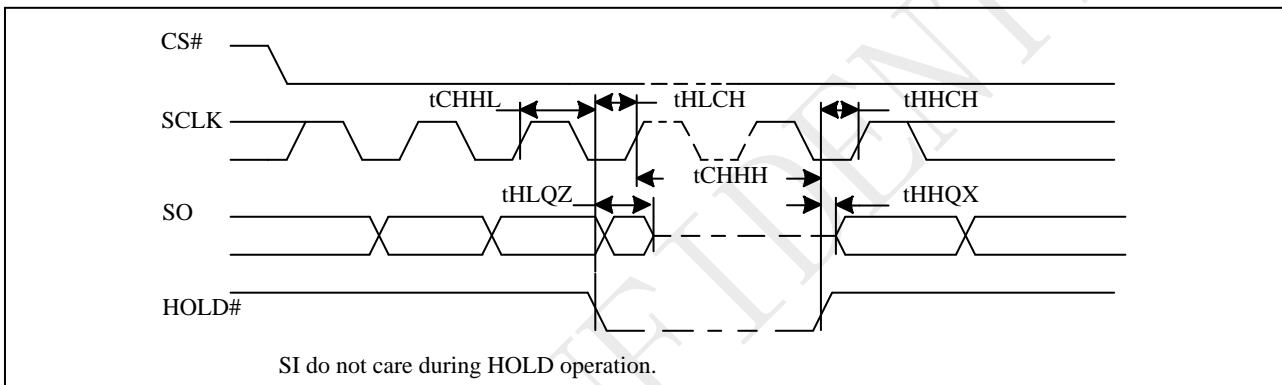 CS#
tCHHL tHLCH tHHCH
SCLK
tCHHH
tHLQZ tHHQX
SO
HOLD#
SI do not care during HOLD operation.